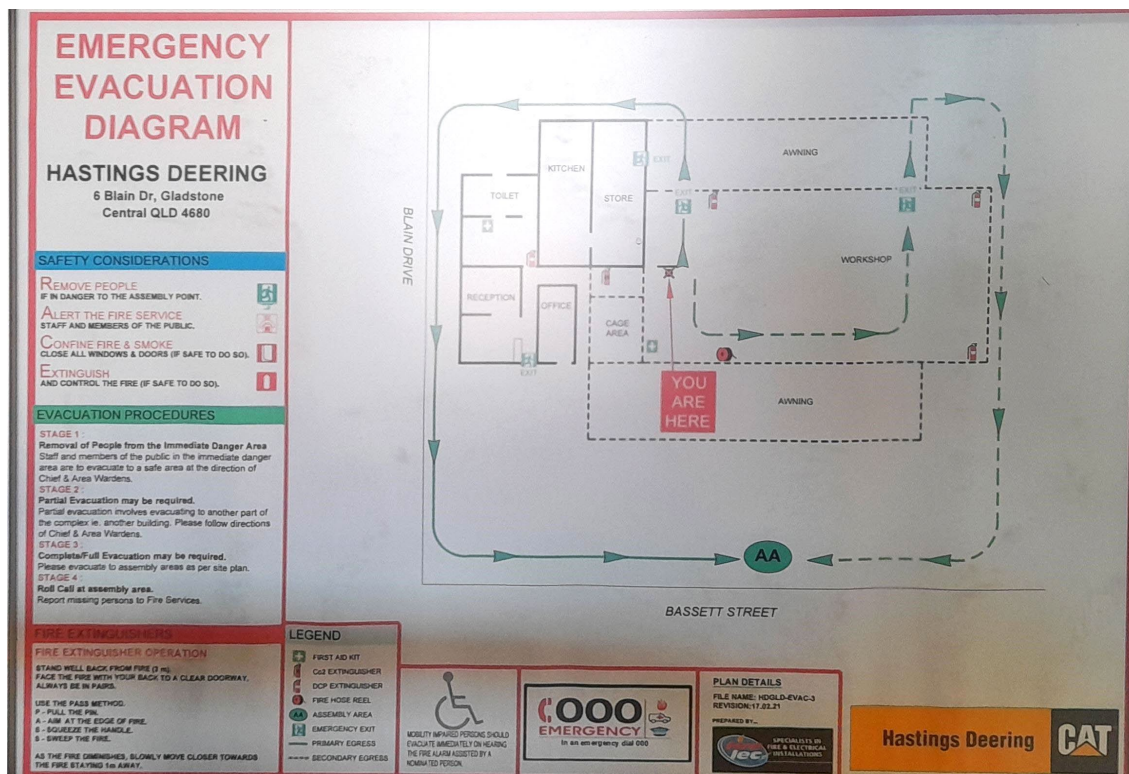 EMERGENCY
EVACUATION
DIAGRAM
HASTINGS DEERING
6 Blain Dr, Gladstone
Central QLD 4680
SAFETY CONSIDERATIONS
REMOVE PEOPLE
IF IN DANGER TO THE ASSEMBLY POINT.
ALERT THE FIRE SERVICE
STAFF AND MEMBERS OF THE PUBLIC.
CONFINE FIRE & SMOKE
CLOSE ALL WINDOWS & DOORS (IF SAFE TO DO SO).
EXTINGUISH
AND CONTROL THE FIRE (IF SAFE TO DO SO).
EVACUATION PROCEDURES
STAGE 1 :
Removal of People from the Immediate Danger Area
Staff and members of the public in the immediate danger
area are to evacuate to a safe area at the direction of
Chief & Area Wardens.
STAGE 2 :
Partial Evacuation may be required.
Partial evacuation involves evacuating to another part of
the complex ie. another building. Please follow directions
of Chief & Area Wardens.
STAGE 3 :
Complete/Full Evacuation may be required.
Please evacuate to assembly areas as per site plan.
STAGE 4 :
Roll Call at assembly area.
Report missing persons to Fire Services.
FIRE EXTINGUISHERS
FIRE EXTINGUISHER OPERATION
STAND WELL BACK FROM FIRE (3 m).
FACE THE FIRE WITH YOUR BACK TO A CLEAR DOORWAY.
ALWAYS BE IN PAIRS.
USE THE PASS METHOD.
P - PULL THE PIN.
A - AIM AT THE EDGE OF FIRE.
S - SQUEEZE THE HANDLE.
S - SWEEP THE FIRE.
AS THE FIRE DIMINISHES, SLOWLY MOVE CLOSER TOWARDS
THE FIRE STAYING 1m AWAY.
BLAIN DRIVE
KITCHEN
TOILET
STORE
EXIT
EXIT
EXIT
AWNING
WORKSHOP
RECEPTION
OFFICE
CAGE
AREA
EXIT
YOU
ARE
HERE
AWNING
AA
BASSETT STREET
LEGEND
FIRST AID KIT
Co2 EXTINGUISHER
DCP EXTINGUISHER
FIRE HOSE REEL
AA ASSEMBLY AREA
EMERGENCY EXIT
PRIMARY EGRESS
SECONDARY EGRESS
MOBILITY IMPAIRED PERSONS SHOULD
EVACUATE IMMEDIATELY ON HEARING
THE FIRE ALARM ASSISTED BY A
NOMINATED PERSON.
000
EMERGENCY
In an emergency dial 000
PLAN DETAILS
FILE NAME: HDGLD-EVAC-3
REVISION:17.02.21
PREPARED BY...
SPECIALISTS IN
FIRE & ELECTRICAL
INSTALLATIONS
Hastings Deering
CAT